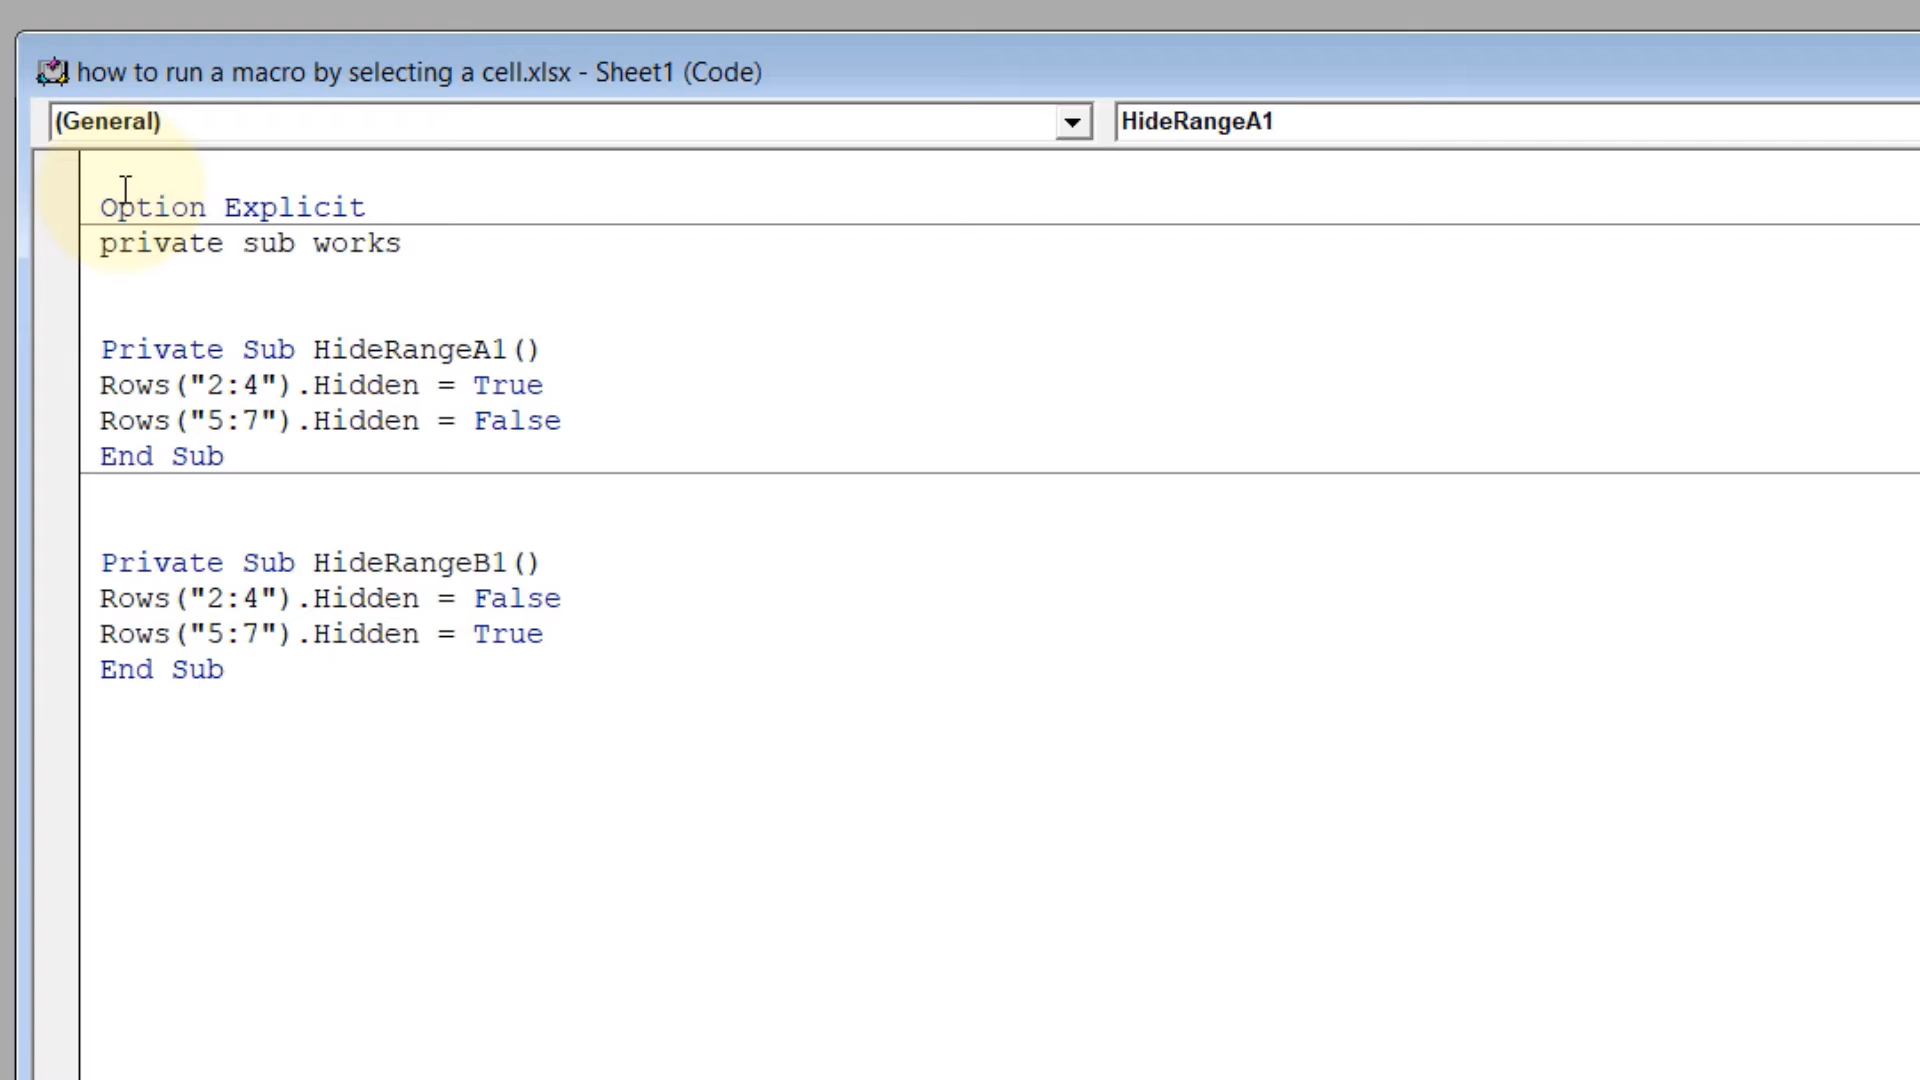 how to run a macro by selecting a cell.xlsx - Sheet1 (Code)
(General)
HideRangeA1
Option Explicit
private sub works
Private Sub HideRangeA1()
Rows("2:4").Hidden = True
Rows("5:7").Hidden = False
End Sub
Private Sub HideRangeB1()
Rows("2:4").Hidden = False
Rows("5:7").Hidden = True
End Sub